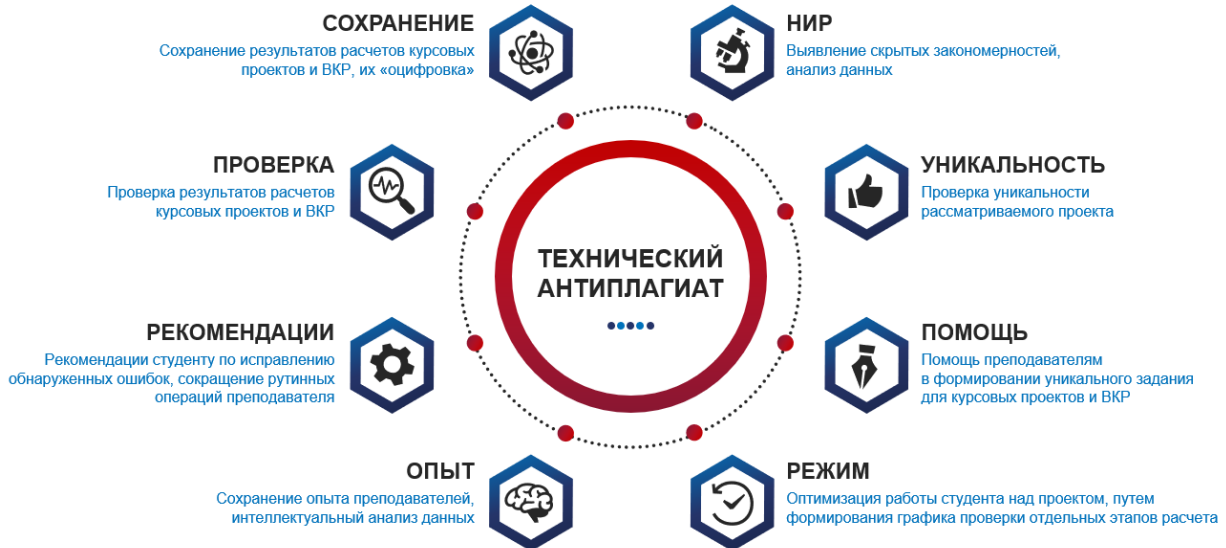 СОХРАНЕНИЕ
Сохранение результатов расчетов курсовых
проектов и ВКР, их «оцифровка»
НИР
Выявление скрытых закономерностей,
анализ данных
ПРОВЕРКА
Проверка результатов расчетов
курсовых проектов и ВКР
УНИКАЛЬНОСТЬ
Проверка уникальности
рассматриваемого проекта
ТЕХНИЧЕСКИЙ
АНТИПЛАГИАТ
РЕКОМЕНДАЦИИ
Рекомендации студенту по исправлению
обнаруженных ошибок, сокращение рутинных
операций преподавателя
ПОМОЩЬ
Помощь преподавателям
в формировании уникального задания
для курсовых проектов и ВКР
ОПЫТ
Сохранение опыта преподавателей,
интеллектуальный анализ данных
РЕЖИМ
Оптимизация работы студента над проектом, путем
формирования графика проверки отдельных этапов расчета